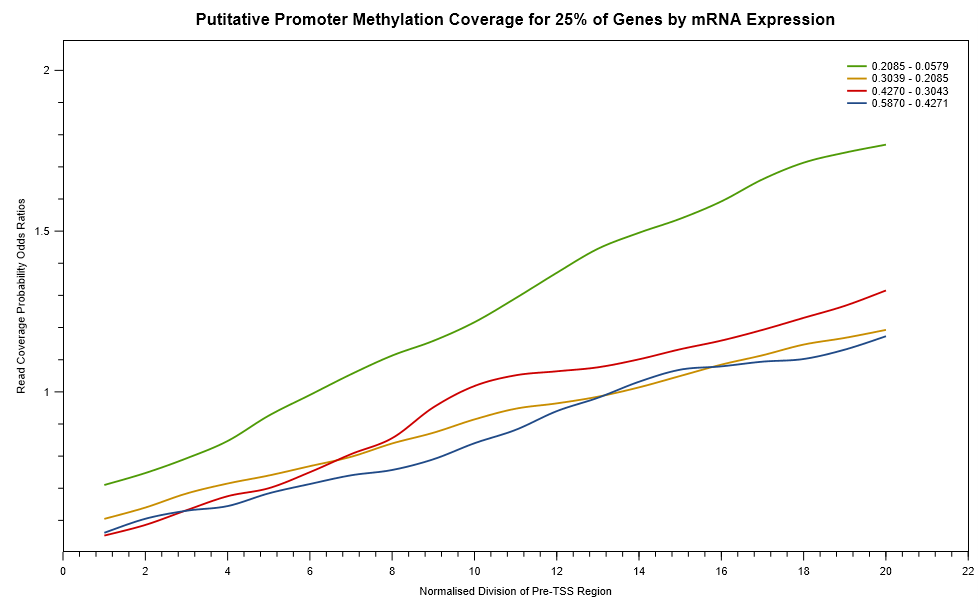 Putitative Promoter Methylation Coverage for 25% of Genes by mRNA Expression
0.2085 - 0.0579
0.3039 - 0.2085
0.4270 - 0.3043
0.5870 - 0.4271
2
1.5
1
Read Coverage Probability Odds Ratios
0 2 4 6 8 10 12 14 16 18 20 22
Normalised Division of Pre-TSS Region